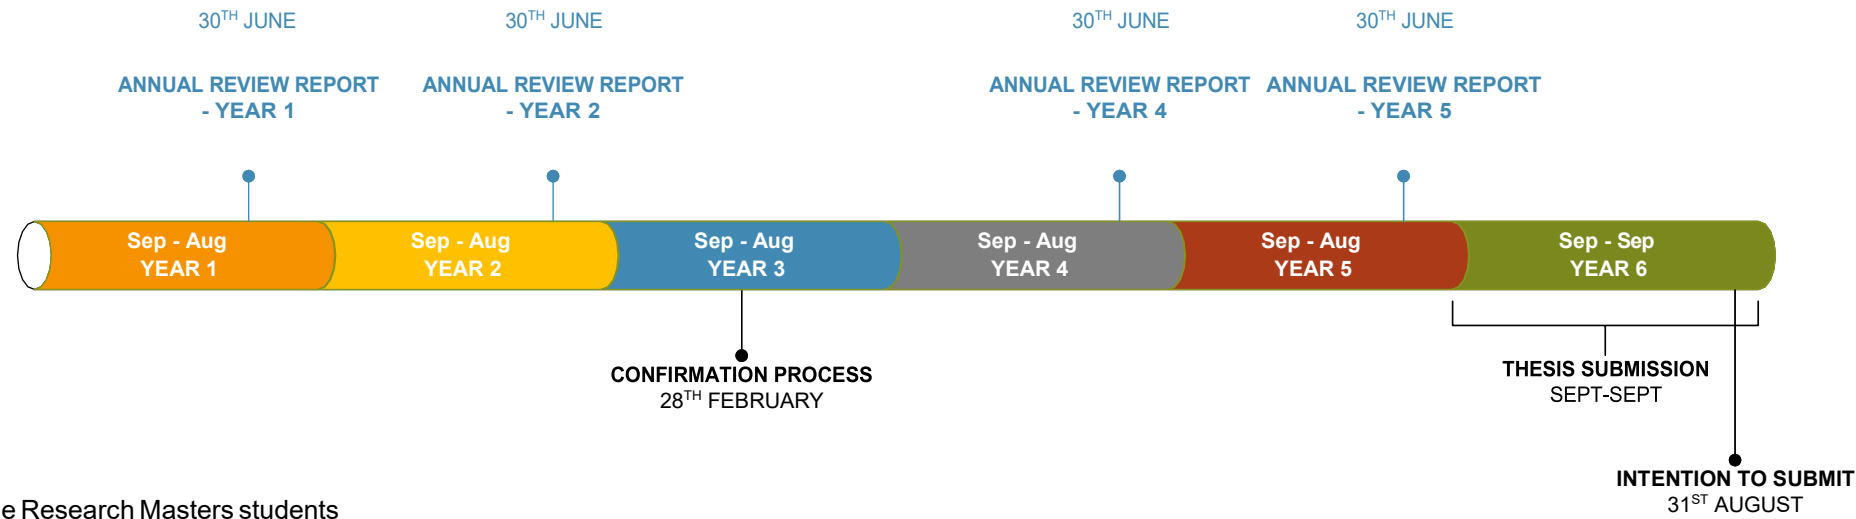 30TH JUNE
30TH JUNE
30TH JUNE
30TH JUNE
ANNUAL REVIEW REPORT
- YEAR 1
ANNUAL REVIEW REPORT
- YEAR 2
ANNUAL REVIEW REPORT
- YEAR 4
ANNUAL REVIEW REPORT
- YEAR 5
Sep - Aug
YEAR 1
Sep - Aug
YEAR 2
Sep - Aug
YEAR 3
Sep - Aug
YEAR 4
Sep - Aug
YEAR 5
Sep - Sep
YEAR 6
CONFIRMATION PROCESS
28TH FEBRUARY
THESIS SUBMISSION
SEPT-SEPT
INTENTION TO SUBMIT
31ST AUGUST
e Research Masters students